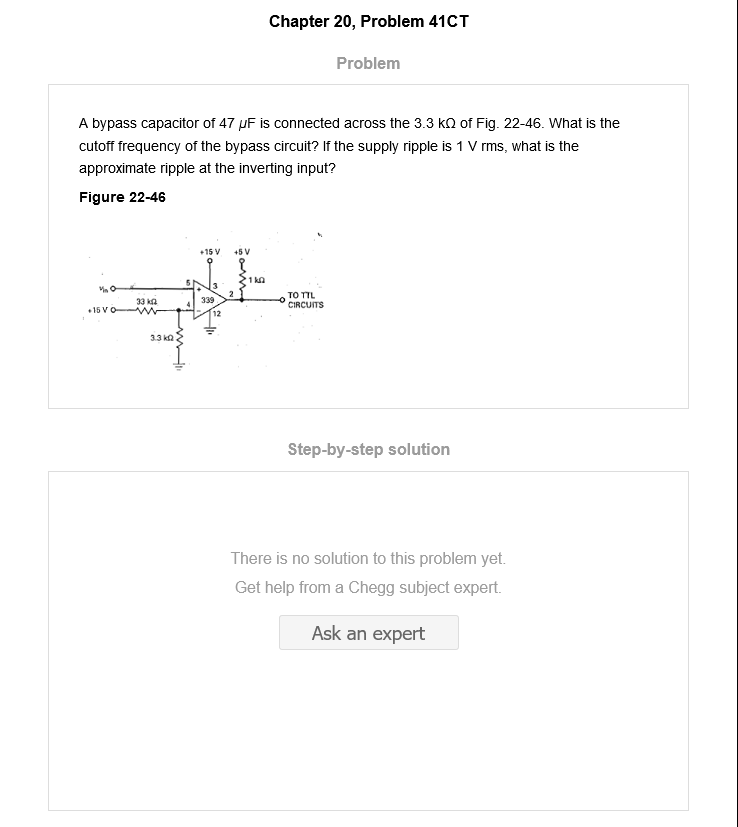 Chapter 20, Problem 41CT
Problem
A bypass capacitor of 47 µF is connected across the 3.3 kΩ of Fig. 22-46. What is the
cutoff frequency of the bypass circuit? If the supply ripple is 1 V rms, what is the
approximate ripple at the inverting input?
Figure 22-46
+15 V +5 V
1 kΩ
Vin 5 + 3
33 kΩ 4 339 2 TO TTL
+15 V - 12 CIRCUITS
3.3 kΩ
Step-by-step solution
There is no solution to this problem yet.
Get help from a Chegg subject expert.
Ask an expert